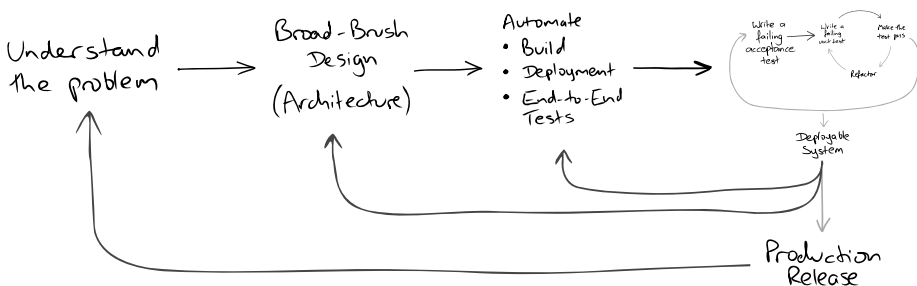 Understand
the problem
Broad-Brush
Design
(Architecture)
Automate
• Build
• Deployment
• End-to-End
Tests
Write a
failing
acceptance
test
Write a
failing
unit test
Make the
test pass
Refactor
Deployable
System
Production
Release